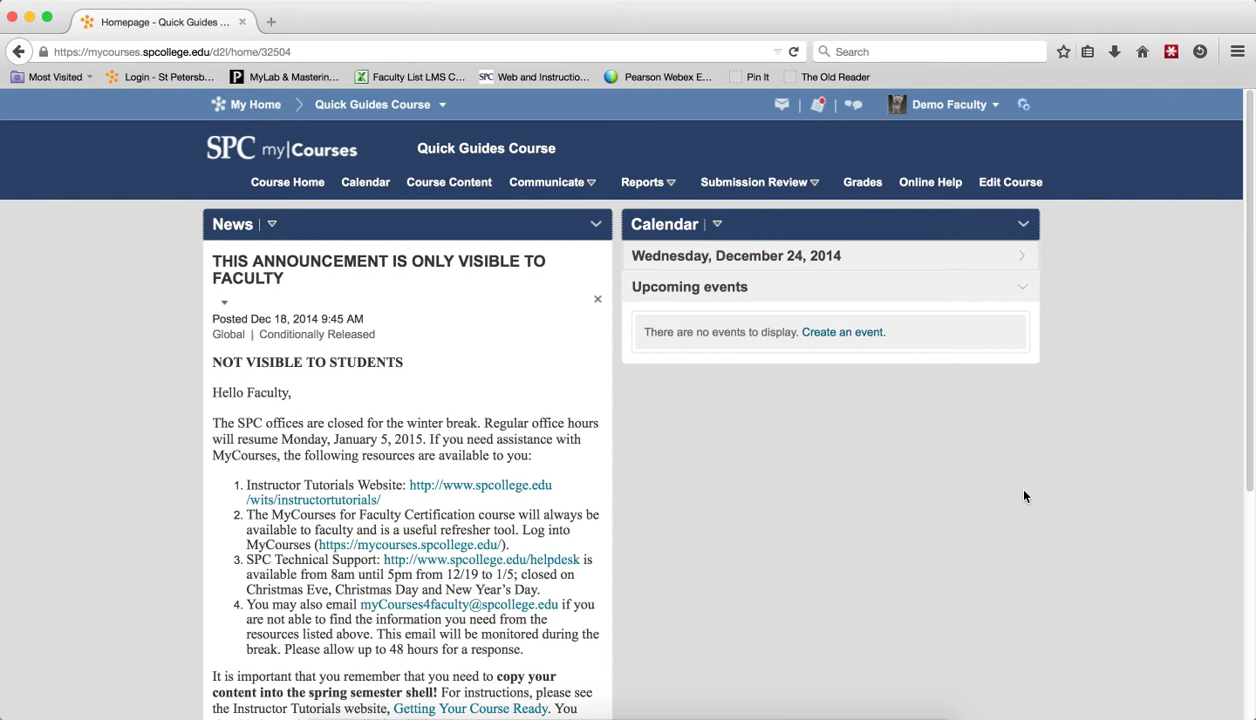 Homepage - Quick Guides ...
https://mycourses.spcollege.edu/d2l/home/32504
Search
Most Visited
Login - St Petersb...
MyLab & Masterin...
Faculty List LMS C...
SPC Web and Instructio...
Pearson Webex E...
Pin It
The Old Reader
My Home
Quick Guides Course
Demo Faculty
SPC my|Courses
Quick Guides Course
Course Home
Calendar
Course Content
Communicate
Reports
Submission Review
Grades
Online Help
Edit Course
News
THIS ANNOUNCEMENT IS ONLY VISIBLE TO
FACULTY
Posted Dec 18, 2014 9:45 AM
Global | Conditionally Released
NOT VISIBLE TO STUDENTS
Hello Faculty,
The SPC offices are closed for the winter break. Regular office hours
will resume Monday, January 5, 2015. If you need assistance with
MyCourses, the following resources are available to you:
1. Instructor Tutorials Website: http://www.spcollege.edu
/wits/instructortutorials/
2. The MyCourses for Faculty Certification course will always be
available to faculty and is a useful refresher tool. Log into
MyCourses (https://mycourses.spcollege.edu/).
3. SPC Technical Support: http://www.spcollege.edu/helpdesk is
available from 8am until 5pm from 12/19 to 1/5; closed on
Christmas Eve, Christmas Day and New Year's Day.
4. You may also email myCourses4faculty@spcollege.edu if you
are not able to find the information you need from the
resources listed above. This email will be monitored during the
break. Please allow up to 48 hours for a response.
It is important that you remember that you need to copy your
content into the spring semester shell! For instructions, please see
the Instructor Tutorials website, Getting Your Course Ready. You
Calendar
Wednesday, December 24, 2014
Upcoming events
There are no events to display. Create an event.